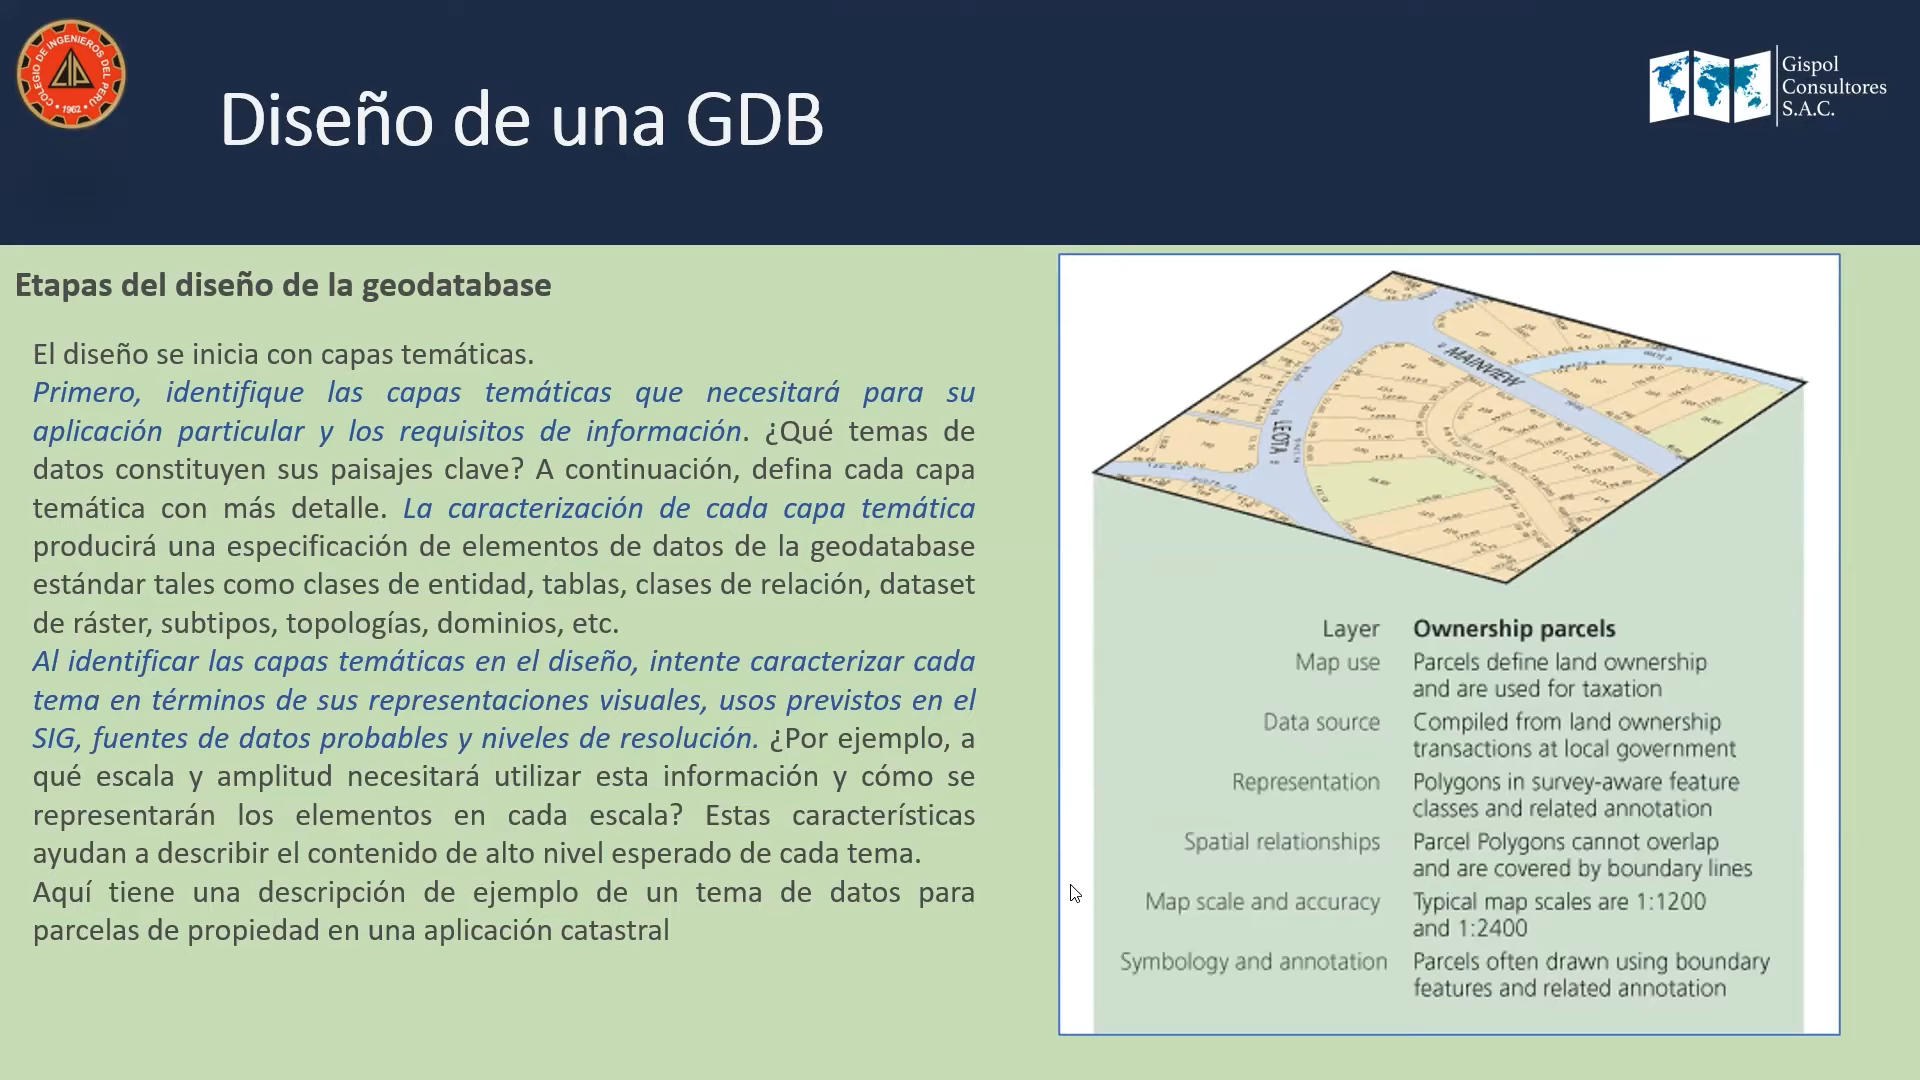 COLEGIO DE INGENIEROS DEL PERU
• 1962 •
Diseño de una GDB
Gispol
Consultores
S.A.C.
Etapas del diseño de la geodatabase
El diseño se inicia con capas temáticas.
Primero, identifique las capas temáticas que necesitará para su
aplicación particular y los requisitos de información. ¿Qué temas de
datos constituyen sus paisajes clave? A continuación, defina cada capa
temática con más detalle. La caracterización de cada capa temática
producirá una especificación de elementos de datos de la geodatabase
estándar tales como clases de entidad, tablas, clases de relación, dataset
de ráster, subtipos, topologías, dominios, etc.
Al identificar las capas temáticas en el diseño, intente caracterizar cada
tema en términos de sus representaciones visuales, usos previstos en el
SIG, fuentes de datos probables y niveles de resolución. ¿Por ejemplo, a
qué escala y amplitud necesitará utilizar esta información y cómo se
representarán los elementos en cada escala? Estas características
ayudan a describir el contenido de alto nivel esperado de cada tema.
Aquí tiene una descripción de ejemplo de un tema de datos para
parcelas de propiedad en una aplicación catastral
MAINVIEW
LEOTA
Layer Ownership parcels
Map use Parcels define land ownership
and are used for taxation
Data source Compiled from land ownership
transactions at local government
Representation Polygons in survey-aware feature
classes and related annotation
Spatial relationships Parcel Polygons cannot overlap
and are covered by boundary lines
Map scale and accuracy Typical map scales are 1:1200
and 1:2400
Symbology and annotation Parcels often drawn using boundary
features and related annotation